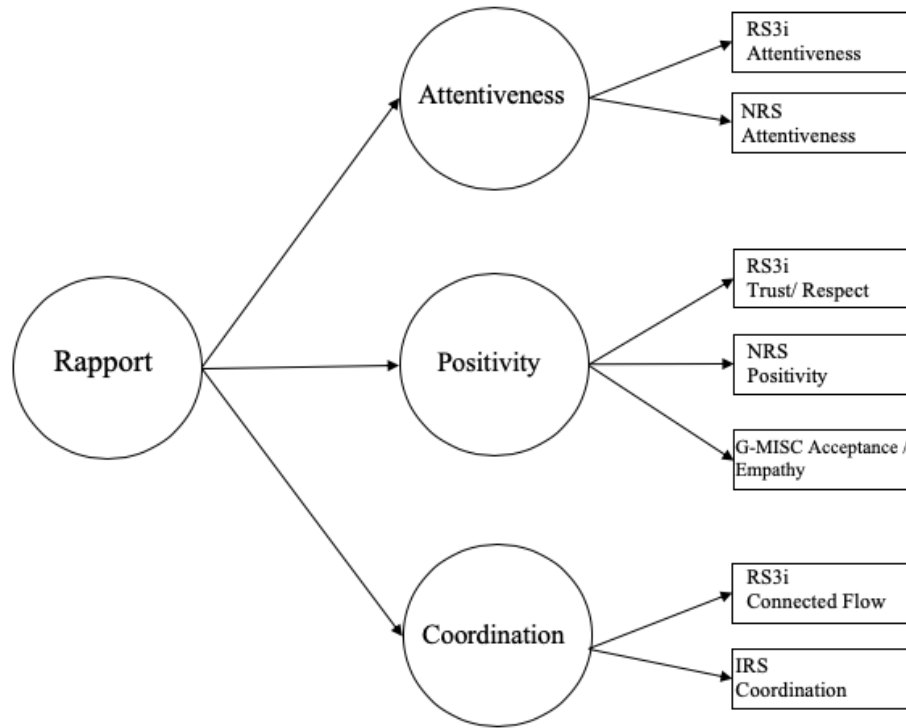 RS3i
Attentiveness
Attentiveness
NRS
Attentiveness
RS3i
Trust/ Respect
Rapport
Positivity
NRS
Positivity
G-MISC Acceptance /
Empathy
RS3i
Connected Flow
Coordination
IRS
Coordination